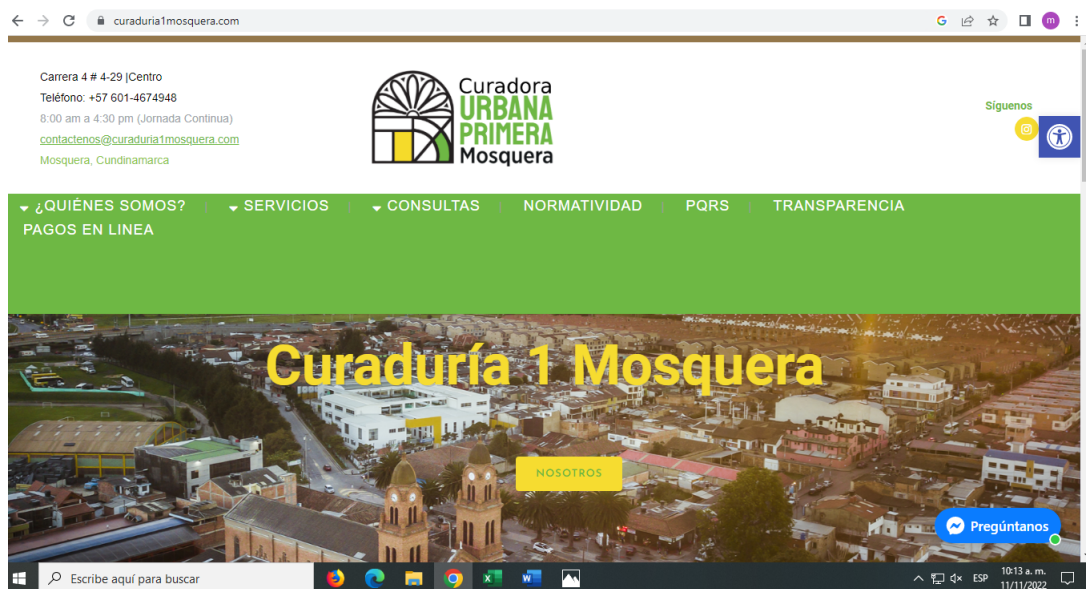 curaduria1mosquera.com
m
Carrera 4 # 4-29 |Centro
Teléfono: +57 601-4674948
8:00 am a 4:30 pm (Jornada Continua)
contactenos@curaduria1mosquera.com
Mosquera, Cundinamarca
Curadora
URBANA
PRIMERA
Mosquera
Síguenos
¿QUIÉNES SOMOS? | SERVICIOS | CONSULTAS | NORMATIVIDAD | PQRS | TRANSPARENCIA
PAGOS EN LINEA
Curaduría 1 Mosquera
NOSOTROS
Pregúntanos
Escribe aquí para buscar
ESP
10:13 a. m.
11/11/2022